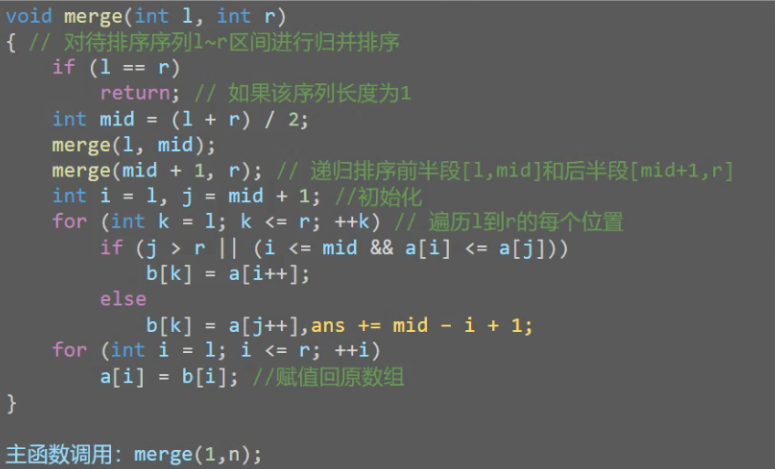 void merge(int l, int r)
{ // 对待排序序列l~r区间进行归并排序
    if (l == r)
        return; // 如果该序列长度为1
    int mid = (l + r) / 2;
    merge(l, mid);
    merge(mid + 1, r); // 递归排序前半段[l,mid]和后半段[mid+1,r]
    int i = l, j = mid + 1; //初始化
    for (int k = l; k <= r; ++k) // 遍历l到r的每个位置
        if (j > r || (i <= mid && a[i] <= a[j]))
            b[k] = a[i++];
        else
            b[k] = a[j++],ans += mid - i + 1;
    for (int i = l; i <= r; ++i)
        a[i] = b[i]; //赋值回原数组
}
主函数调用: merge(1,n);